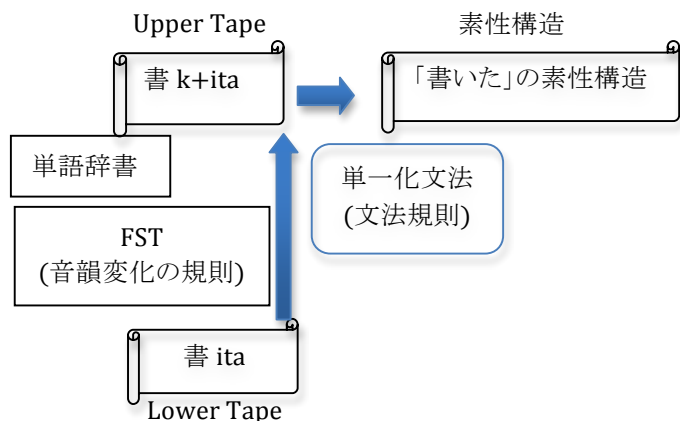 Upper Tape
素性構造
書 k+ita
「書いた」の素性構造
単語辞書
単一化文法
(文法規則)
FST
(音韻変化の規則)
書 ita
Lower Tape